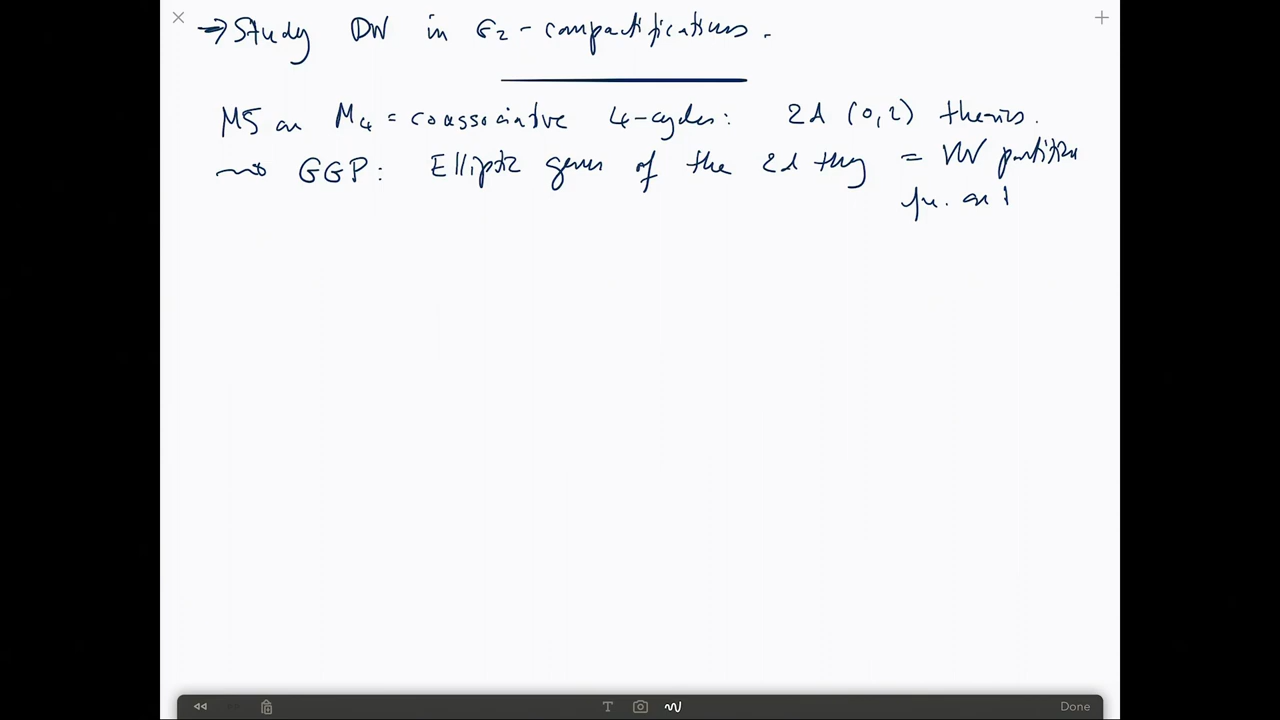 → Study DW in G₂-compactifications.
M5 on M₄ = coassociative 4-cycles: 2d (0,2) theories.
⇝ GGP: Elliptic genus of the 2d thy = VW partition
fu. on
T
Done